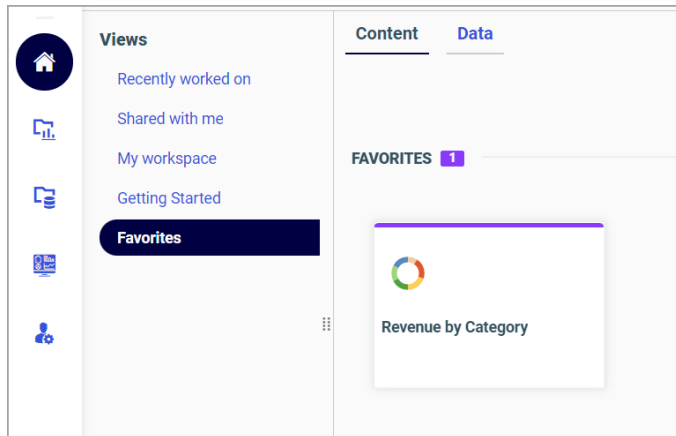 Views
Recently worked on
Shared with me
My workspace
Getting Started
Favorites
Content Data
FAVORITES 1
Revenue by Category